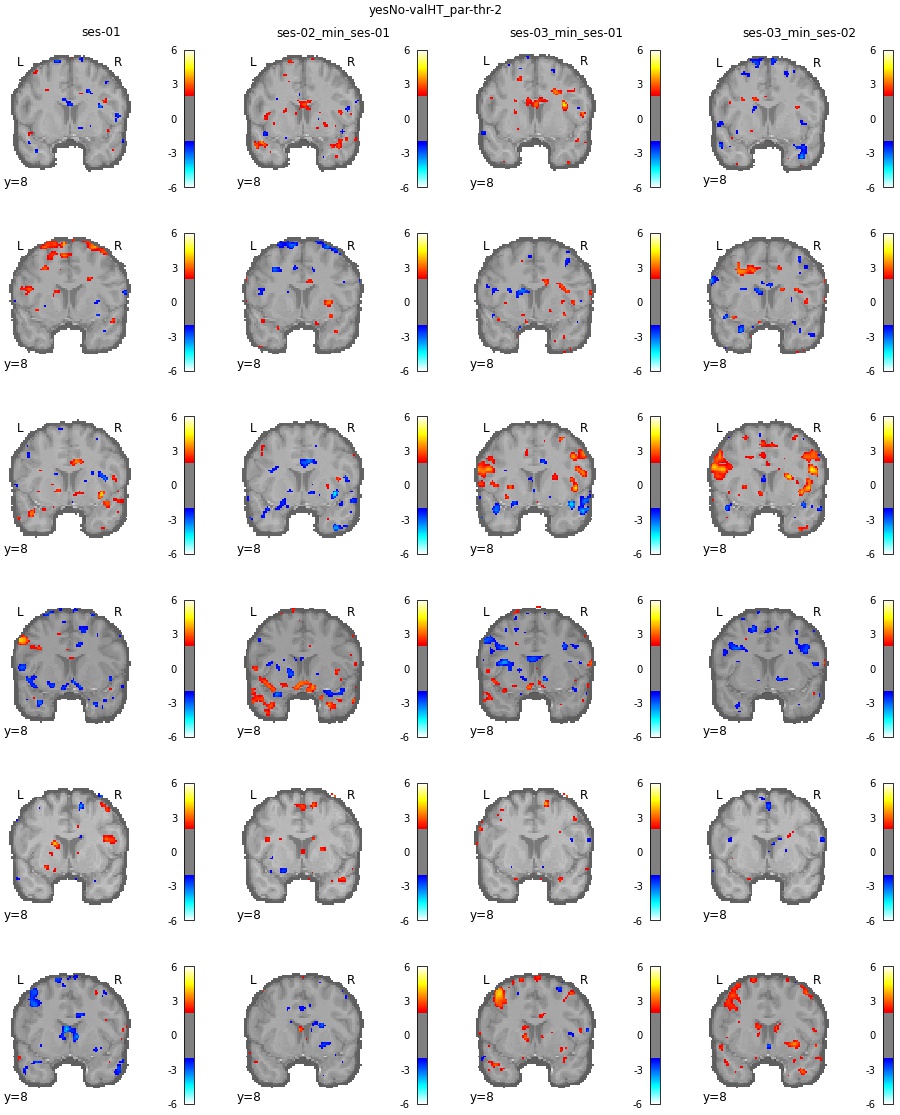 yesNo-valHT_par-thr-2
ses-01 ses-02_min_ses-01 ses-03_min_ses-01 ses-03_min_ses-02
L R 6 L R 6 L R 6 L R 6
3 3 3 3
0 0 0 0
-3 -3 -3 -3
y=8 -6 y=8 -6 y=8 -6 y=8 -6
L R 6 L R 6 L R 6 L R 6
3 3 3 3
0 0 0 0
-3 -3 -3 -3
y=8 -6 y=8 -6 y=8 -6 y=8 -6
L R 6 L R 6 L R 6 L R 6
3 3 3 3
0 0 0 0
-3 -3 -3 -3
y=8 -6 y=8 -6 y=8 -6 y=8 -6
L R 6 L R 6 L R 6 L R 6
3 3 3 3
0 0 0 0
-3 -3 -3 -3
y=8 -6 y=8 -6 y=8 -6 y=8 -6
L R 6 L R 6 L R 6 L R 6
3 3 3 3
0 0 0 0
-3 -3 -3 -3
y=8 -6 y=8 -6 y=8 -6 y=8 -6
L R 6 L R 6 L R 6 L R 6
3 3 3 3
0 0 0 0
-3 -3 -3 -3
y=8 -6 y=8 -6 y=8 -6 y=8 -6